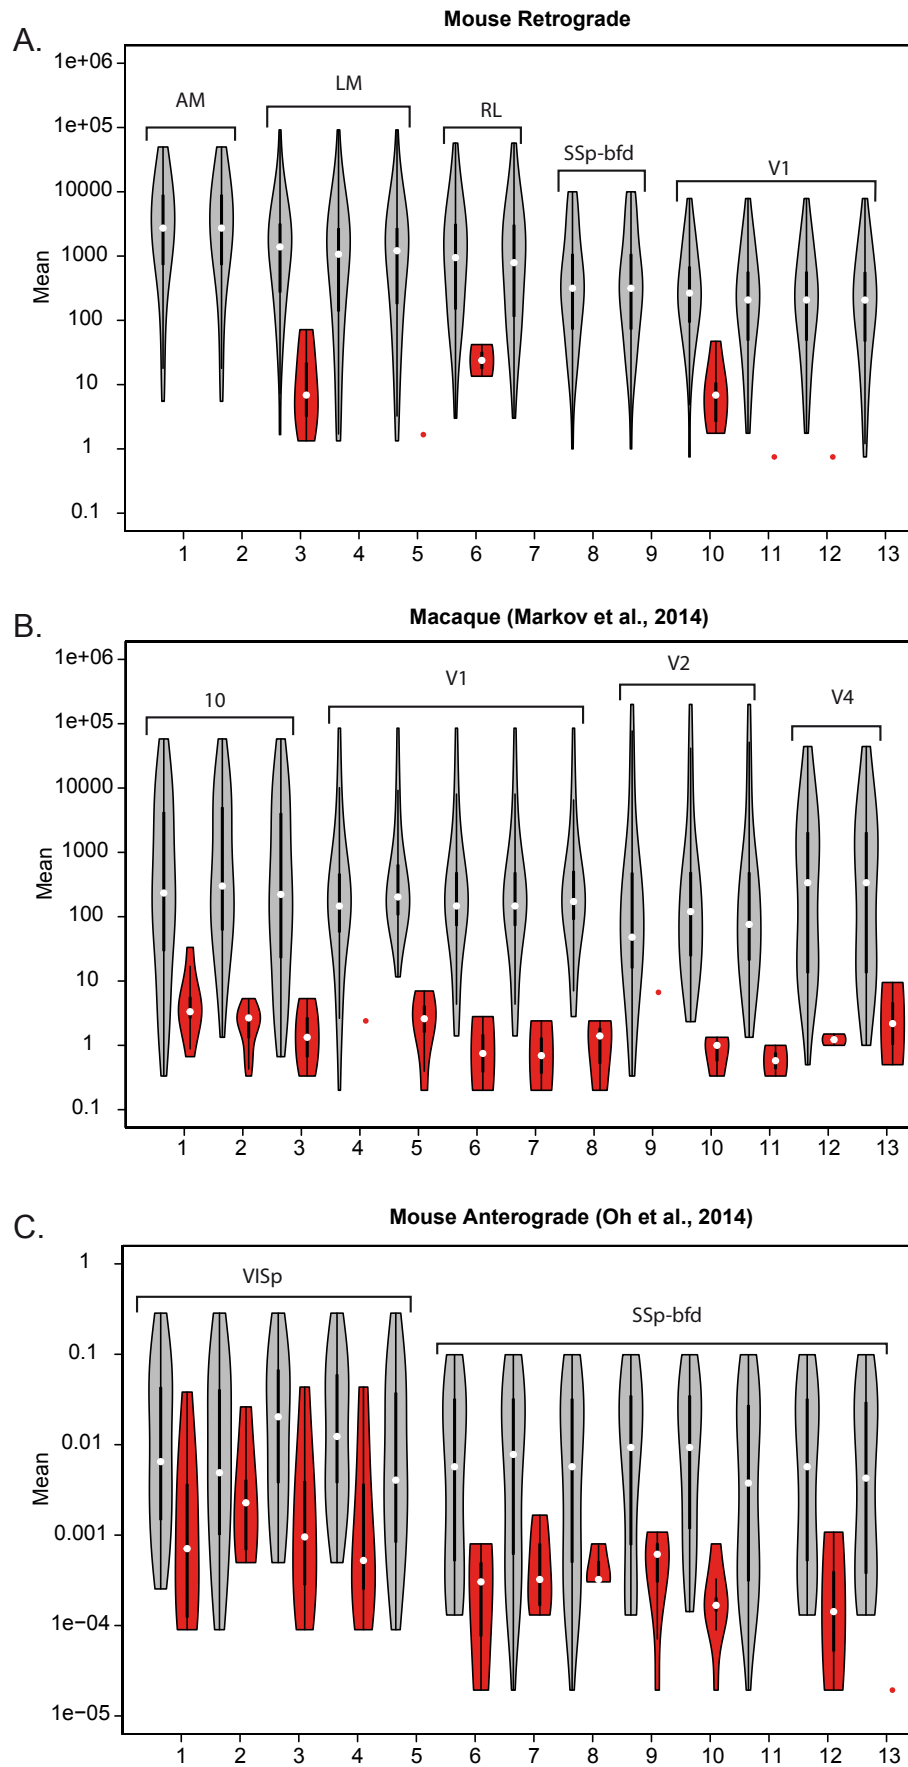 Mouse Retrograde
A.
1e+06
1e+05
10000
1000
100
10
1
0.1
Mean
AM
LM
RL
SSp-bfd
V1
1 2 3 4 5 6 7 8 9 10 11 12 13
Macaque (Markov et al., 2014)
B.
1e+06
1e+05
10000
1000
100
10
1
0.1
Mean
10
V1
V2
V4
1 2 3 4 5 6 7 8 9 10 11 12 13
Mouse Anterograde (Oh et al., 2014)
C.
1
0.1
0.01
0.001
1e−04
1e−05
Mean
VISp
SSp-bfd
1 2 3 4 5 6 7 8 9 10 11 12 13